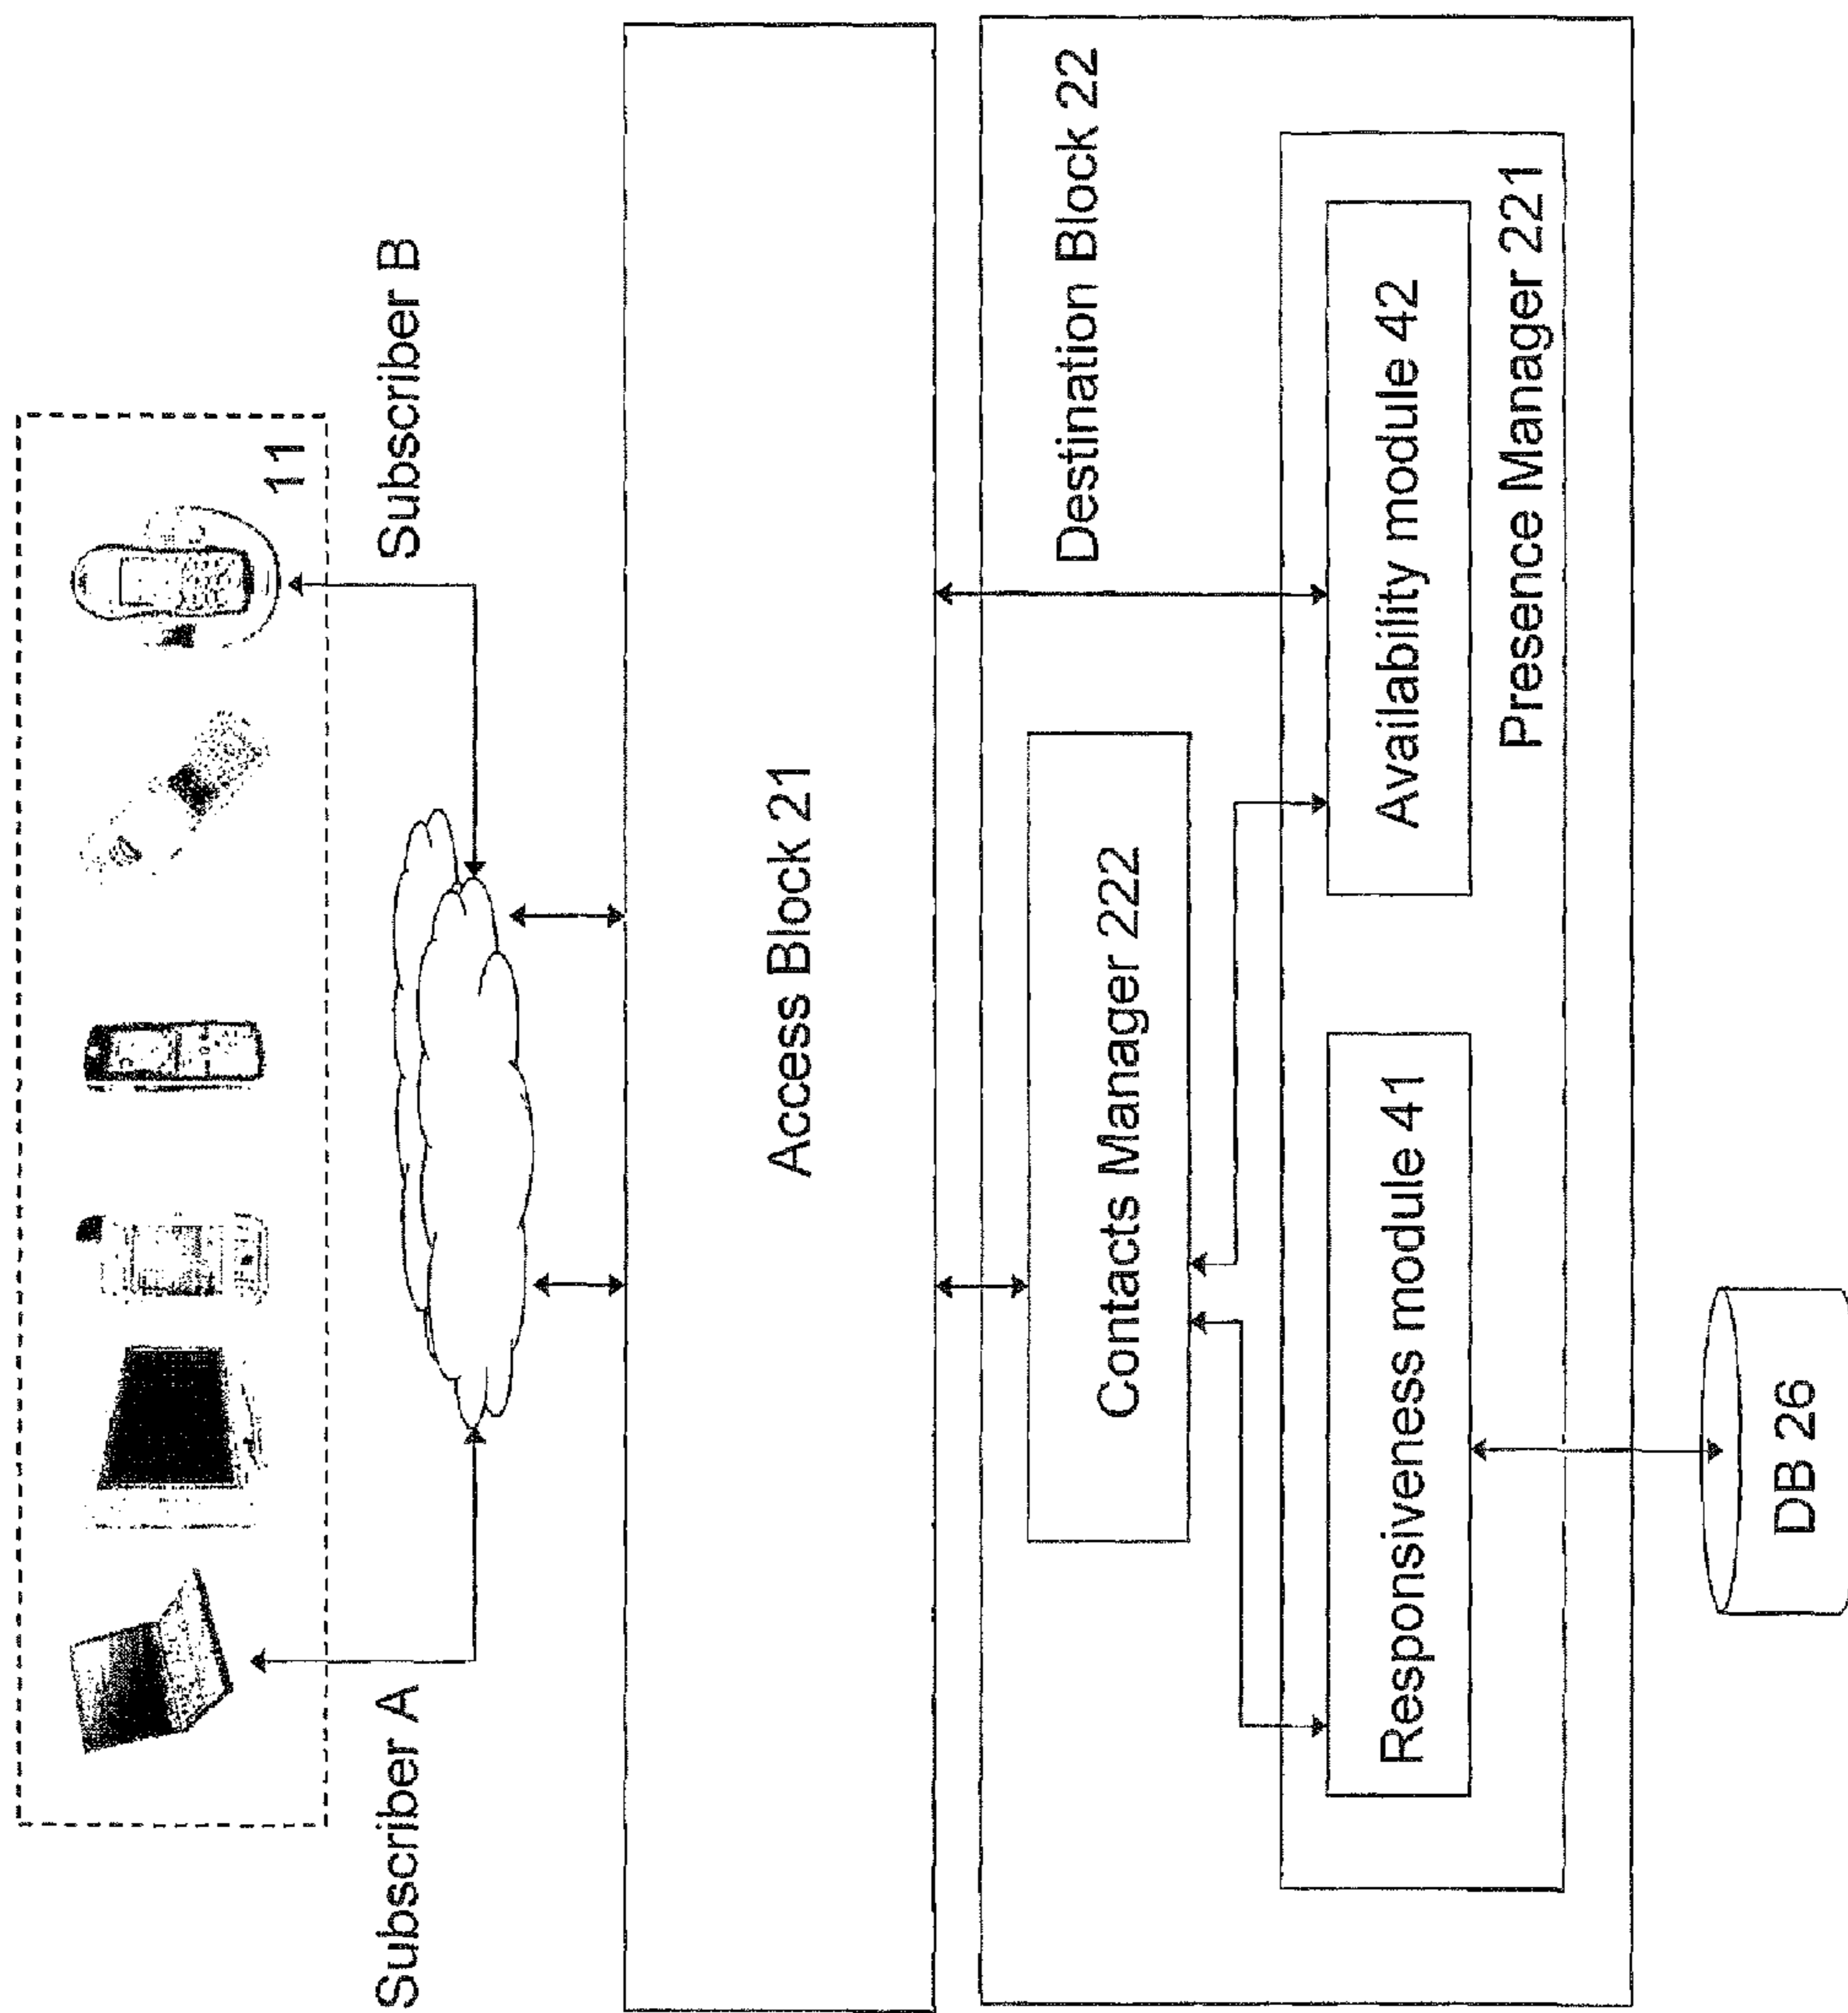 11
Subscriber A
Subscriber B
Access Block 21
Destination Block 22
Contacts Manager 222
Responsiveness module 41
Availability module 42
Presence Manager 221
DB 26